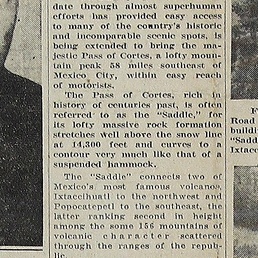 date through almost superhuman
efforts has provided easy access
to many of the country's historic
and incomparable scenic spots, is
being extended to bring the ma-
jestic Pass of Cortes, a lofty moun-
tain peak 58 miles southeast of
Mexico City, within easy reach
of motorists.
The Pass of Cortes, rich in
history of centuries past, is often
referred to as the "Saddle," for
its lofty massive rock formation
stretches well above the snow line
at 14,300 feet and curves to a
contour very much like that of a
suspended hammock.
The "Saddle" connects two of
Mexico's most famous volcanos,
Ixtaccihuatl to the northwest and
Popocatepetl to the southeast, the
latter ranking second in height
among the some 156 mountains of
volcanic character scattered
through the ranges of the repub-
lic.
F
Road
building
"Sadd
Ixtacc